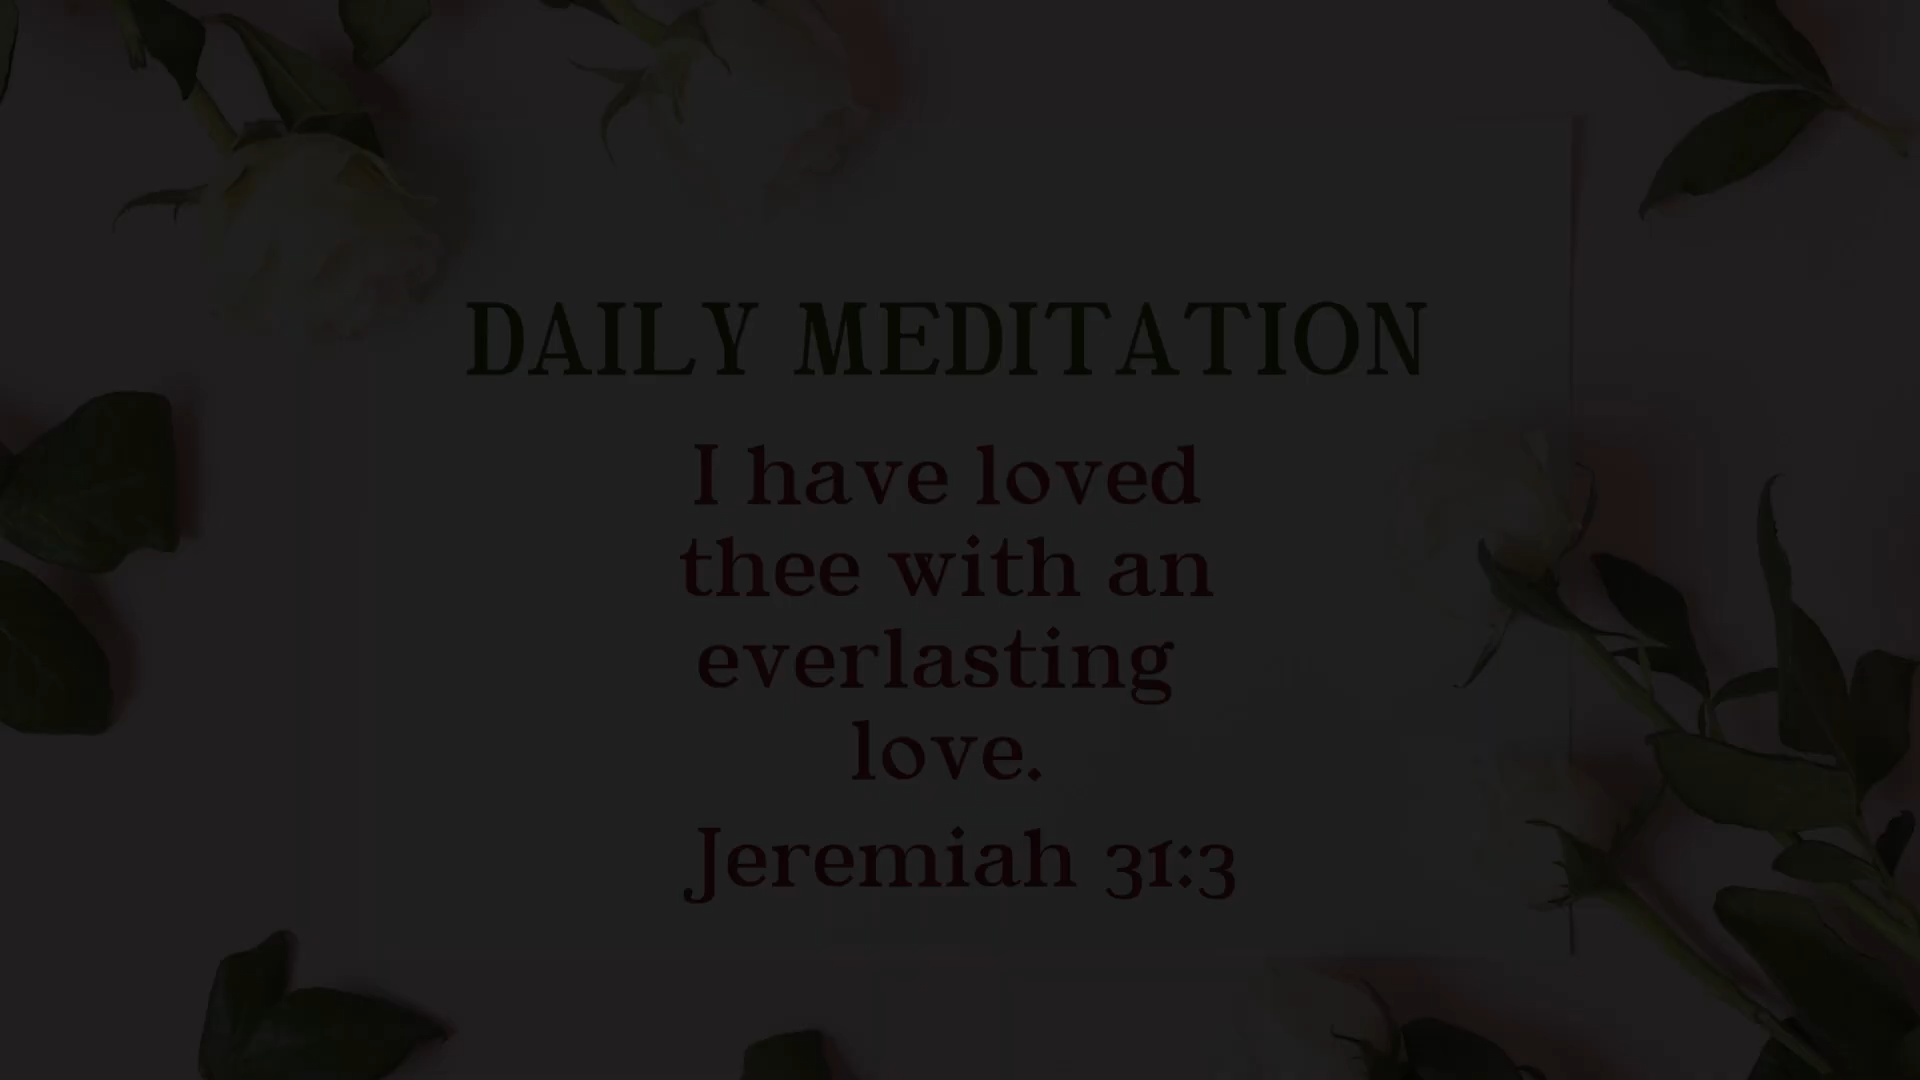 DAILY MEDITATION
I have loved
thee with an
everlasting
love.
Jeremiah 31:3